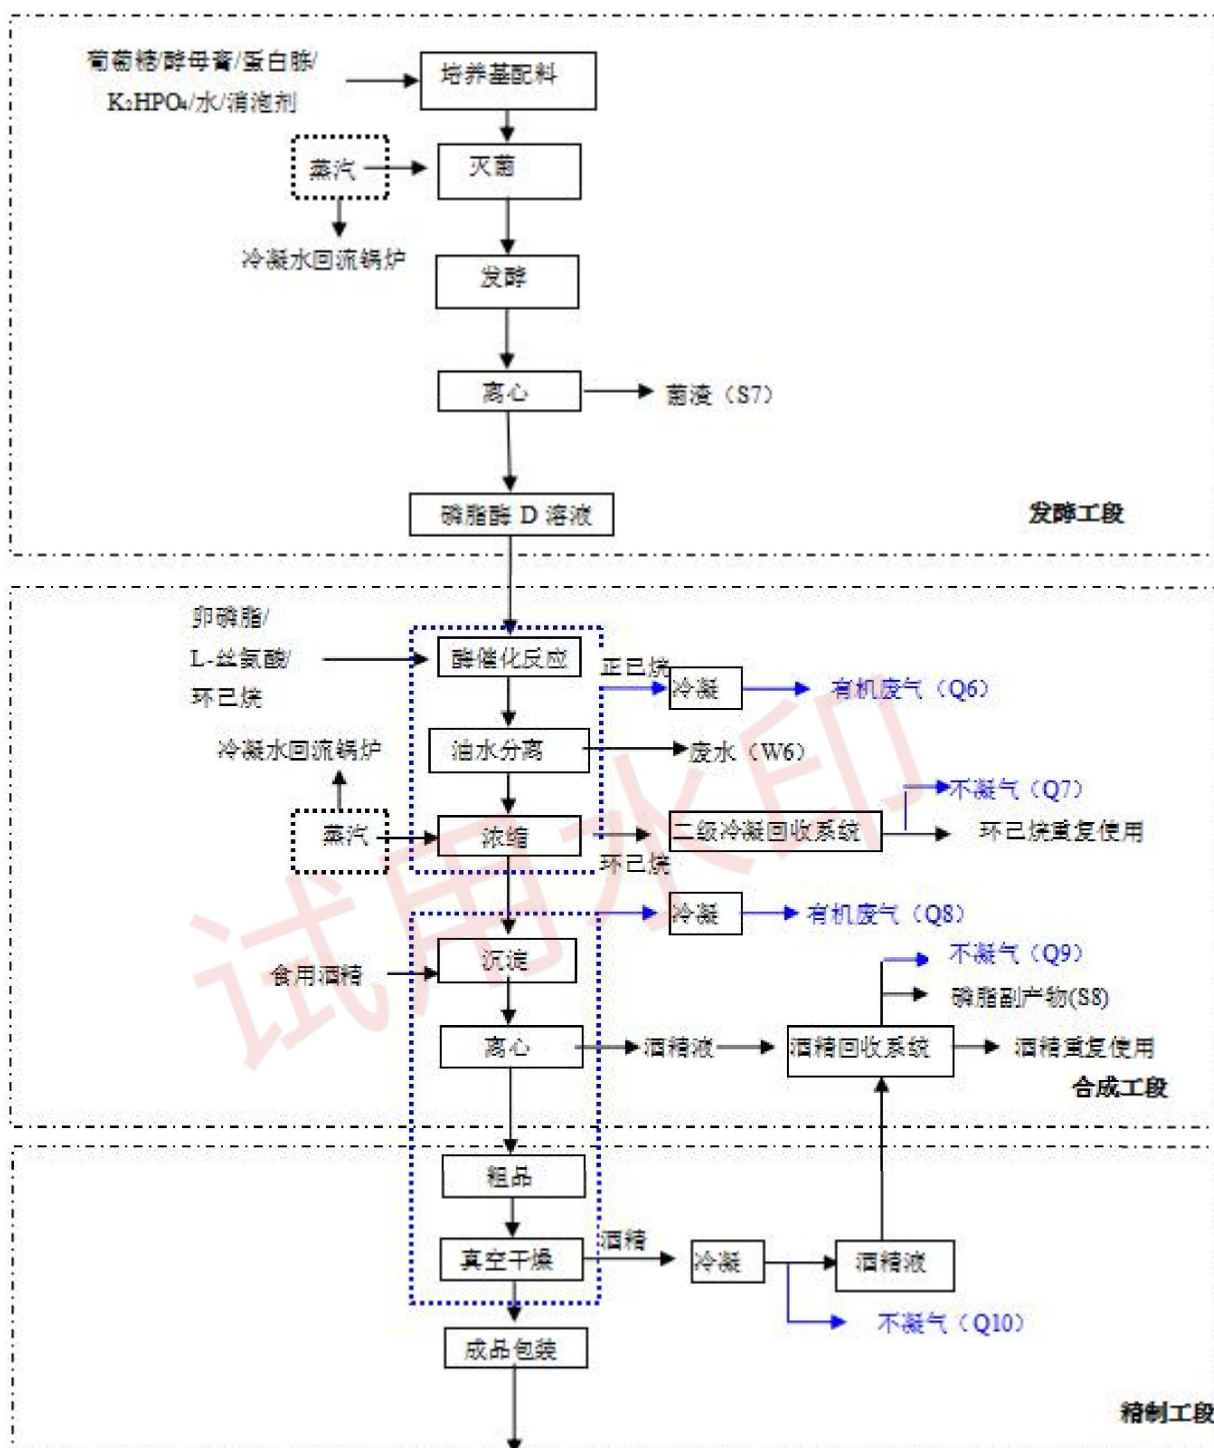 葡萄糖/酵母膏/蛋白胨/
K₂HPO₄/水/消泡剂
培养基配料
蒸汽
灭菌
冷凝水回流锅炉
发酵
离心
菌渣（S7）
磷脂酶 D 溶液
发酵工段
卵磷脂/
L-丝氨酸/
环己烷
酶催化反应
正已烷
冷凝
有机废气（Q6）
冷凝水回流锅炉
油水分离
废水（W6）
不凝气（Q7）
蒸汽
浓缩
二级冷凝回收系统
环己烷重复使用
环己烷
冷凝
有机废气（Q8）
沉淀
食用酒精
不凝气（Q9）
磷脂副产物(S8)
离心
酒精液
酒精回收系统
酒精重复使用
合成工段
粗品
酒精
真空干燥
冷凝
酒精液
不凝气（Q10）
成品包装
精制工段
试用水印